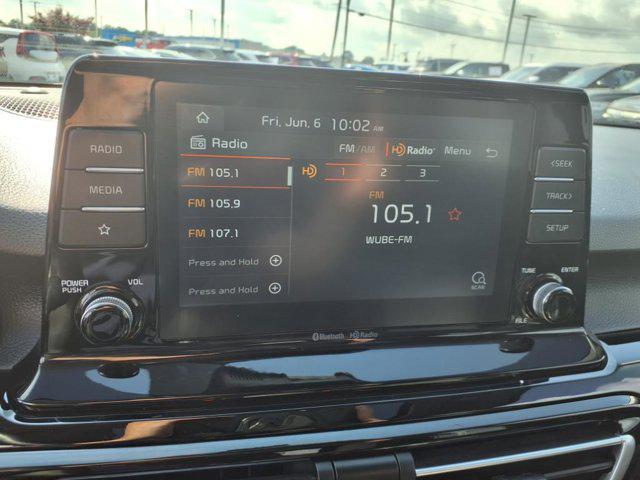 Fri, Jun. 6 10:02 AM
Radio
FM/AM HD Radio Menu
FM 105.1
FM 105.9
FM 107.1
Press and Hold
Press and Hold
HD 1 2 3
FM
105.1
WUBE-FM
SCAN
RADIO
MEDIA
POWER
PUSH
VOL
<SEEK
TRACK>
SETUP
TUNE
ENTER
FILE
Bluetooth HD Radio